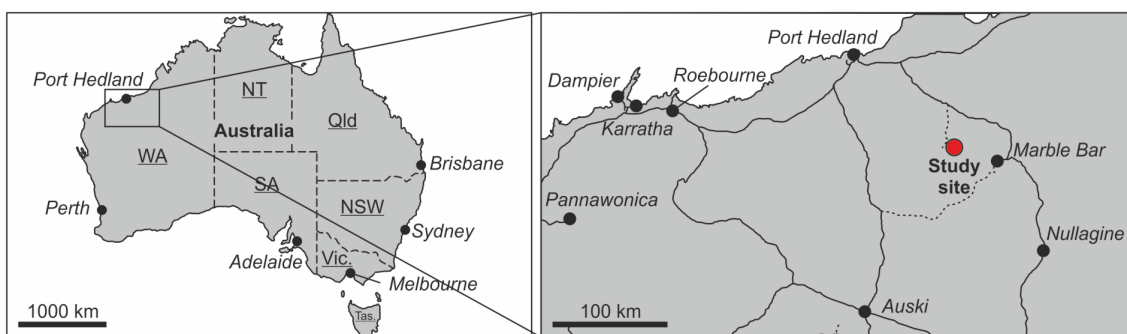 Port Hedland
NT
Qld
Australia
WA
Brisbane
SA
Perth
NSW
Sydney
Adelaide
Vic.
Melbourne
1000 km
Tas.
Port Hedland
Dampier
Roebourne
Karratha
Study
site
Marble Bar
Pannawonica
Nullagine
Auski
100 km